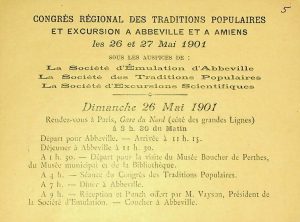 5
CONGRÈS RÉGIONAL DES TRADITIONS POPULAIRES
ET EXCURSION A ABBEVILLE ET A AMIENS
les 26 et 27 Mai 1901
SOUS LES AUSPICES DE :
La Société d'Émulation d'Abbeville
La Société des Traditions Populaires
La Société d'Excursions Scientifiques
Dimanche 26 Mai 1901
Rendez-vous à Paris, Gare du Nord (côté des grandes Lignes)
à 8 h. 30 du Matin
Départ pour Abbeville. — Arrivée à 11 h. 15.
Déjeuner à Abbeville à 11 h. 30.
A 1 h. 30. — Départ pour la visite du Musée Boucher de Perthes,
du Musée municipal et de la Bibliothèque.
A 4 h. — Séance du Congrès des Traditions Populaires.
A 7 h. — Dîner à Abbeville.
A 9 h. — Réception et Punch offert par M. Vayson, Président de
la Société d'Émulation. — Coucher à Abbeville.